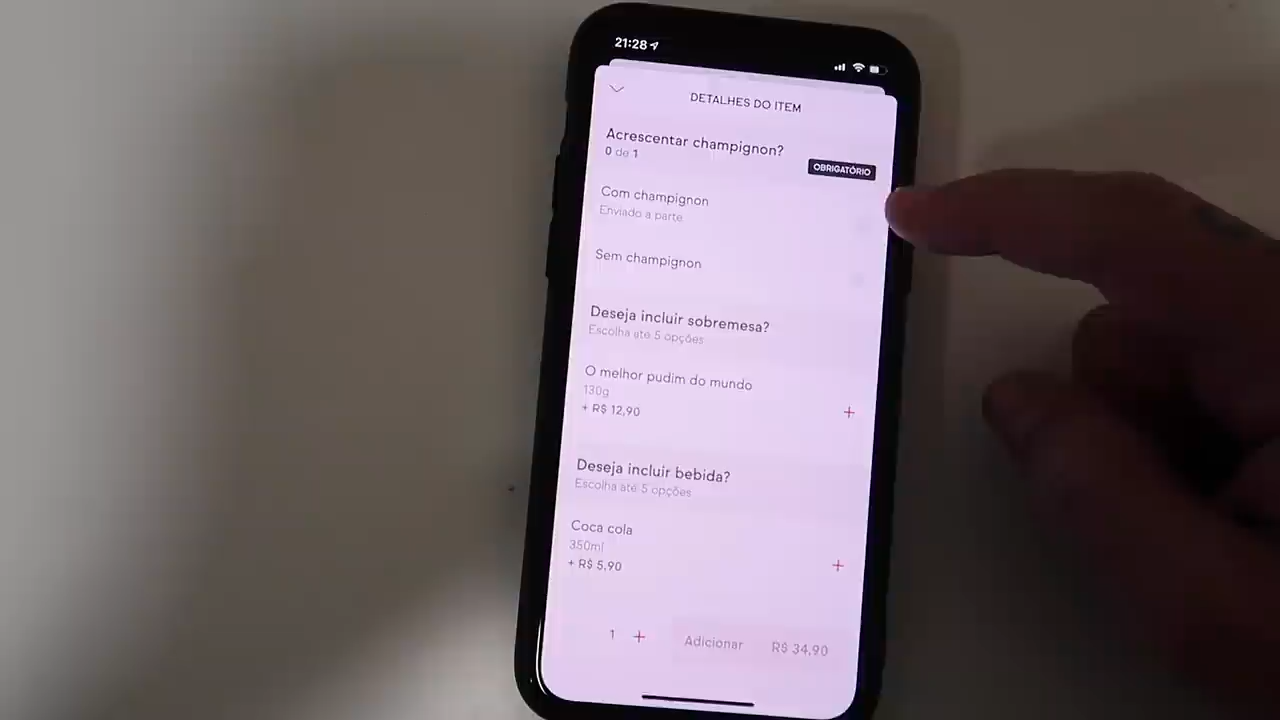 21:28
DETALHES DO ITEM
Acrescentar champignon?
0 de 1
OBRIGATÓRIO
Com champignon
Enviado a parte
Sem champignon
Deseja incluir sobremesa?
Escolha até 5 opções
O melhor pudim do mundo
130g
+ R$ 12,90
+
Deseja incluir bebida?
Escolha até 5 opções
Coca cola
350ml
+ R$ 5,90
+
1 + Adicionar R$ 34,90